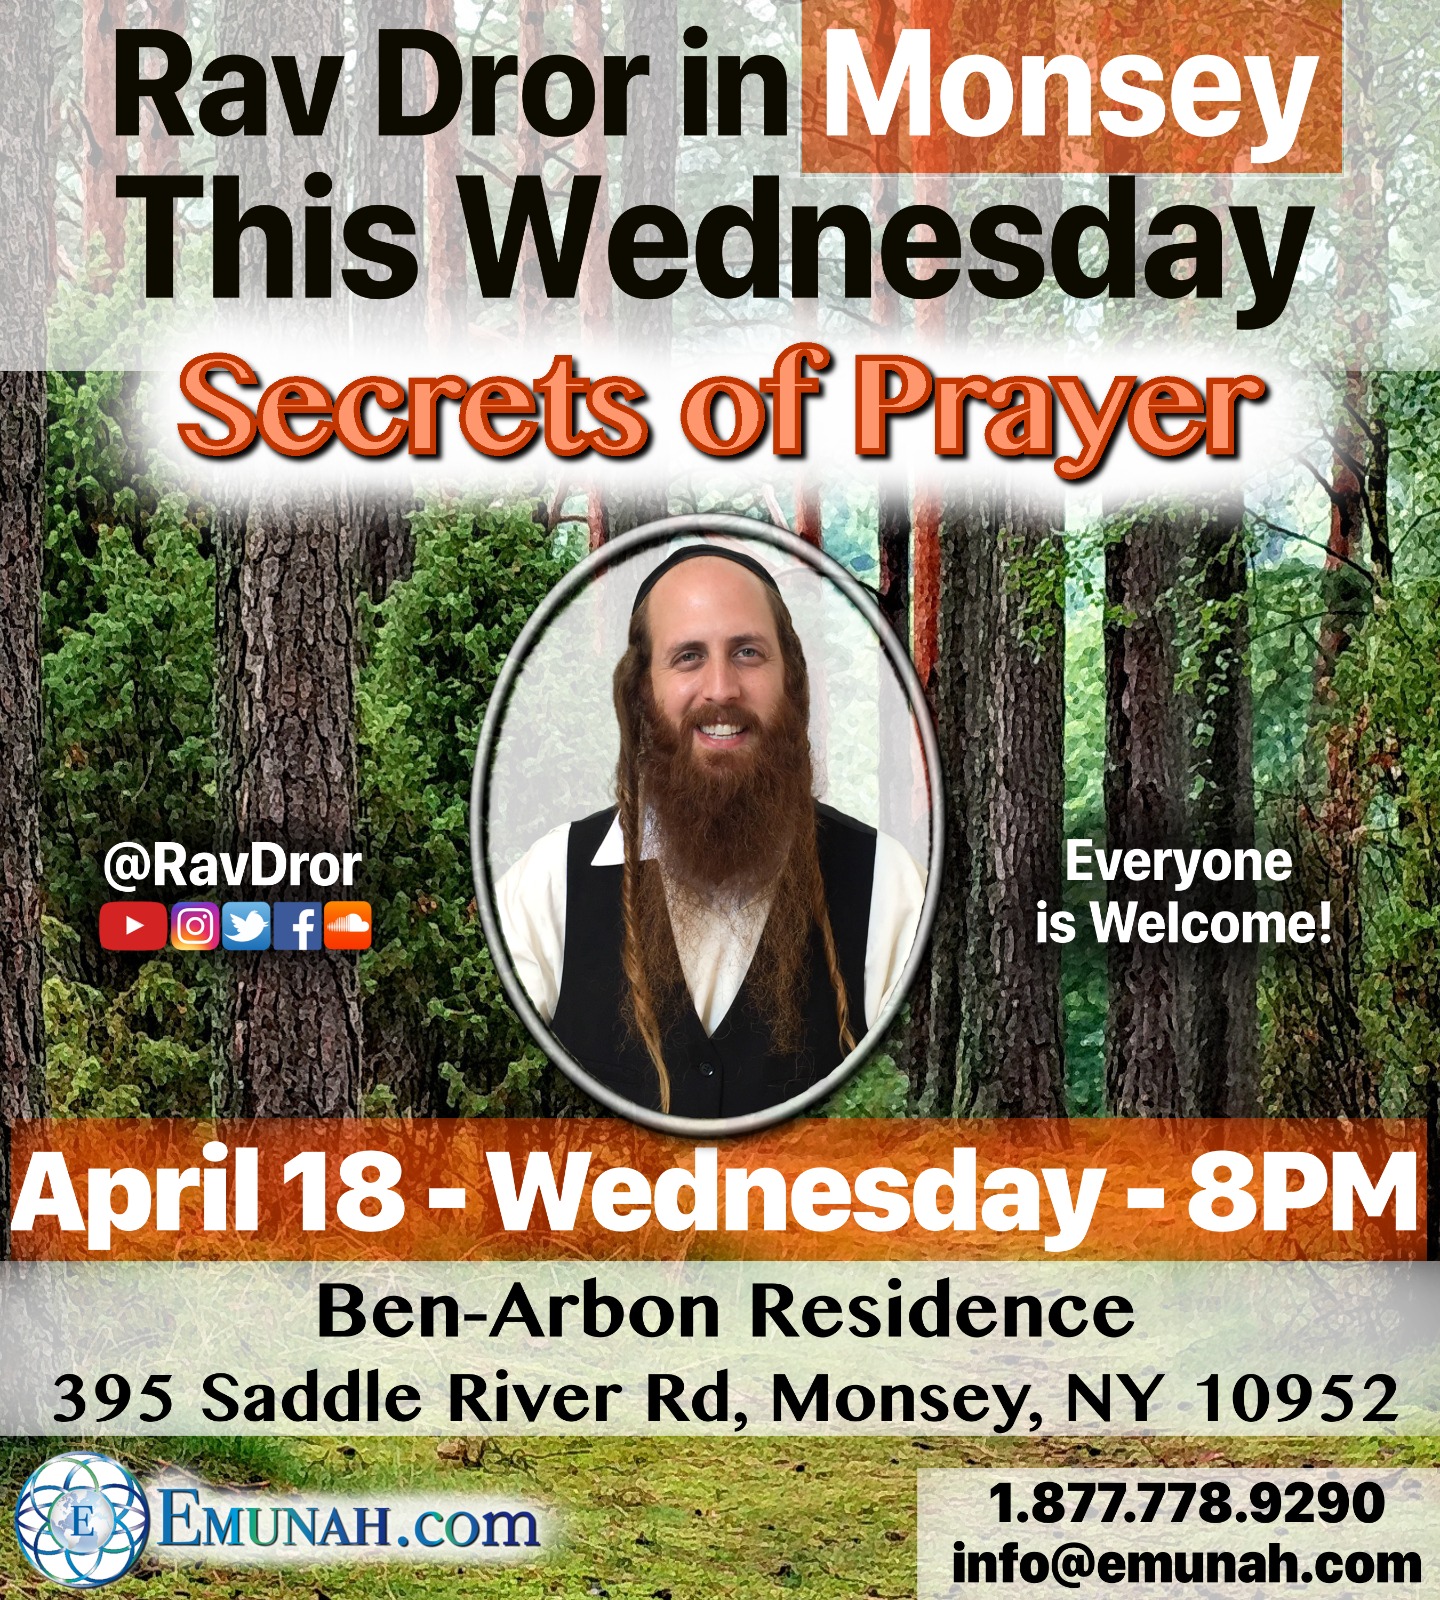 Rav Dror in Monsey
This Wednesday
Secrets of Prayer
@RavDror
Everyone
is Welcome!
April 18 - Wednesday - 8PM
Ben-Arbon Residence
395 Saddle River Rd, Monsey, NY 10952
E
EMUNAH.com
1.877.778.9290
info@emunah.com